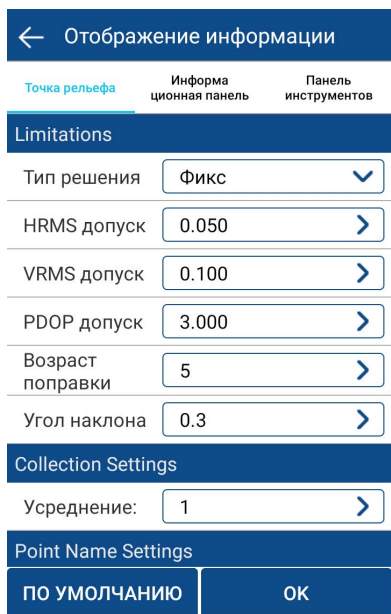 Отображение информации
Точка рельефа
Информа
ционная панель
Панель
инструментов
Limitations
Тип решения
Фикс
HRMS допуск
0.050
VRMS допуск
0.100
PDOP допуск
3.000
Возраст
поправки
5
Угол наклона
0.3
Collection Settings
Усреднение:
1
Point Name Settings
ПО УМОЛЧАНИЮ
OK